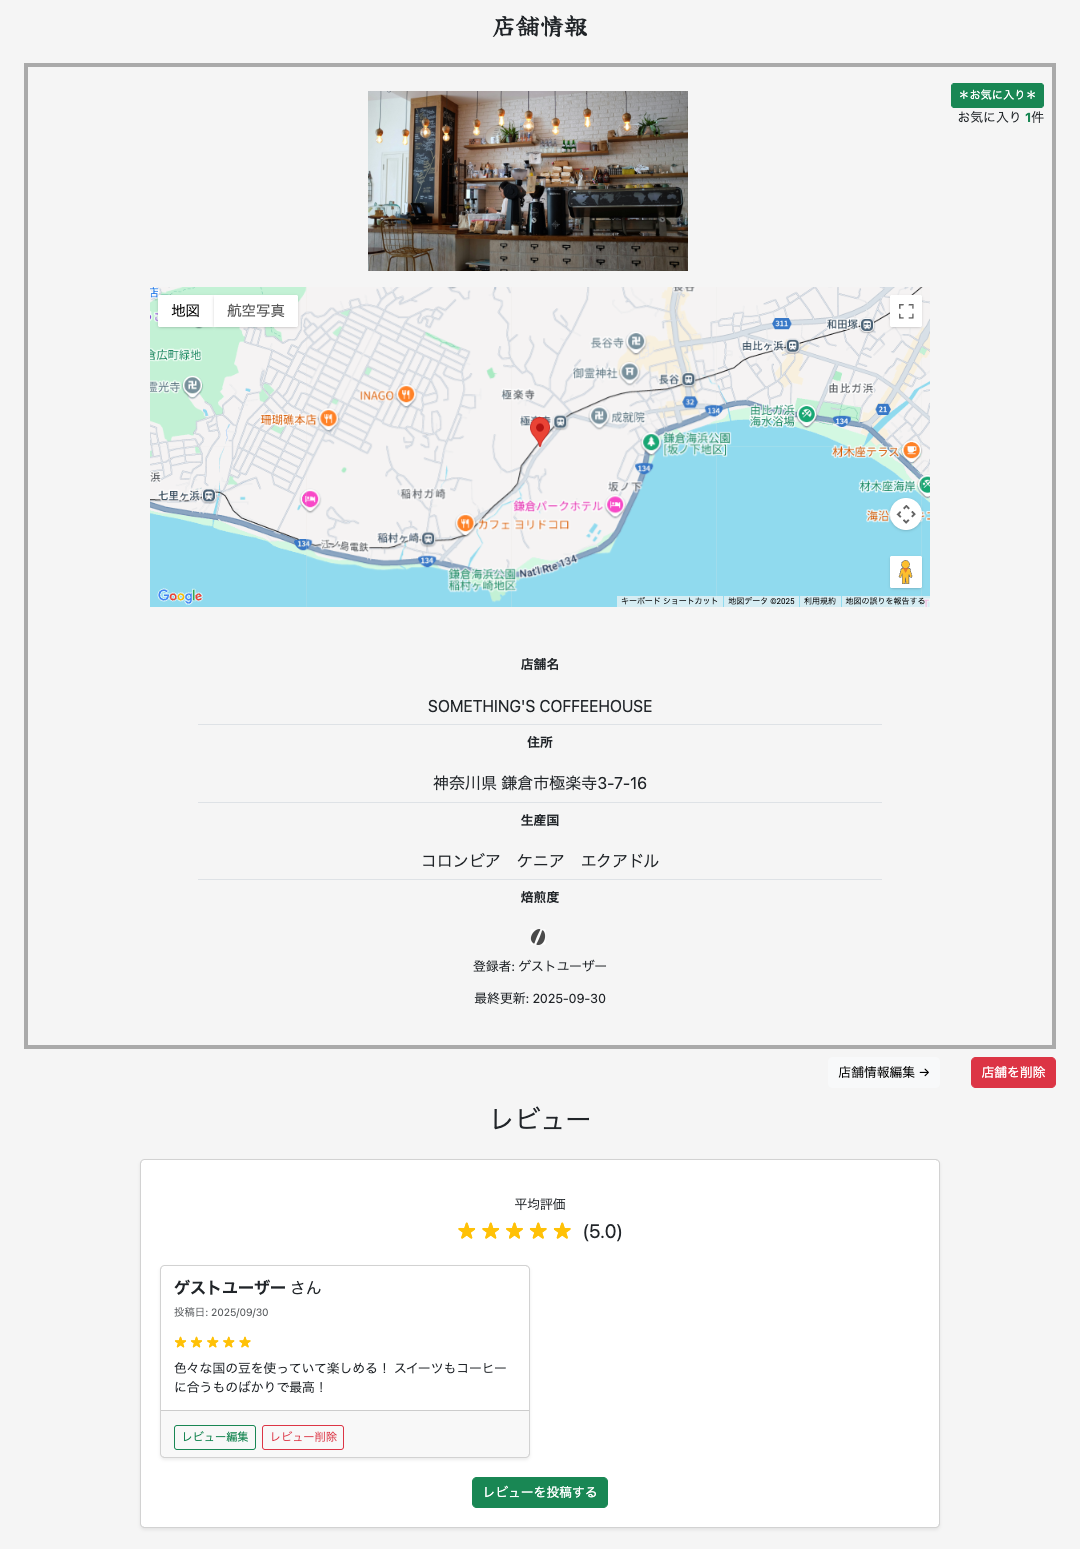 店舗情報
*お気に入り*
お気に入り 1件
地図
航空写真
長谷
倉広町緑地
霊光寺
INAGO
珊瑚礁本店
長谷寺
御霊神社
長谷
極楽寺
成就院
和田塚
311
由比ヶ浜
由比ガ浜
32
134
21
由比ガ浜
海水浴場
134
鎌倉海浜公園
[坂ノ下地区]
材木座テラス
134
浜
七里ヶ浜
稲村ガ崎
坂ノ下
鎌倉パークホテル
カフェ ヨリドコロ
材木座海岸
海沿
134
江ノ島電鉄
稲村ヶ崎
134
Nat'l Rte 134
鎌倉海浜公園
稲村ヶ崎地区
Google
キーボード ショートカット
地図データ ©2025
利用規約
地図の誤りを報告する
店舗名
SOMETHING'S COFFEEHOUSE
住所
神奈川県 鎌倉市極楽寺3-7-16
生産国
コロンビア　ケニア　エクアドル
焙煎度
登録者: ゲストユーザー
最終更新: 2025-09-30
店舗情報編集 →
店舗を削除
レビュー
平均評価
(5.0)
ゲストユーザー さん
投稿日: 2025/09/30
色々な国の豆を使っていて楽しめる！ スイーツもコーヒー
に合うものばかりで最高！
レビュー編集
レビュー削除
レビューを投稿する